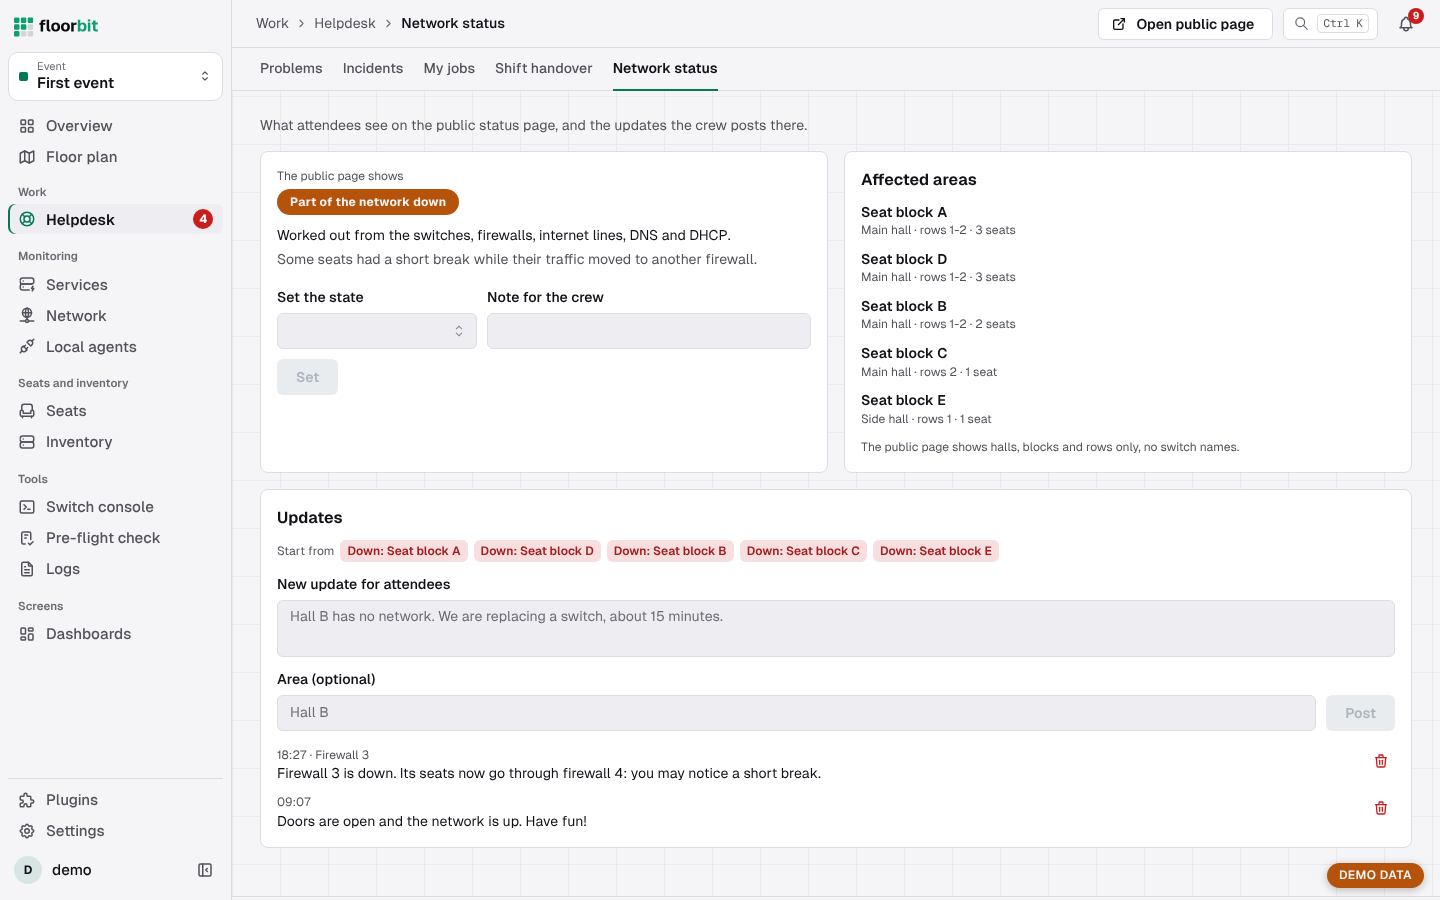 floorbit
Event
First event
Overview
Floor plan
Work
Helpdesk 4
Monitoring
Services
Network
Local agents
Seats and inventory
Seats
Inventory
Tools
Switch console
Pre-flight check
Logs
Screens
Dashboards
Plugins
Settings
D demo
Work > Helpdesk > Network status
Open public page
Ctrl K
9
Problems Incidents My jobs Shift handover Network status
What attendees see on the public status page, and the updates the crew posts there.
The public page shows
Part of the network down
Worked out from the switches, firewalls, internet lines, DNS and DHCP.
Some seats had a short break while their traffic moved to another firewall.
Set the state Note for the crew
Set
Affected areas
Seat block A
Main hall · rows 1-2 · 3 seats
Seat block D
Main hall · rows 1-2 · 3 seats
Seat block B
Main hall · rows 1-2 · 2 seats
Seat block C
Main hall · rows 2 · 1 seat
Seat block E
Side hall · rows 1 · 1 seat
The public page shows halls, blocks and rows only, no switch names.
Updates
Start from Down: Seat block A Down: Seat block D Down: Seat block B Down: Seat block C Down: Seat block E
New update for attendees
Hall B has no network. We are replacing a switch, about 15 minutes.
Area (optional)
Hall B
Post
18:27 · Firewall 3
Firewall 3 is down. Its seats now go through firewall 4: you may notice a short break.
09:07
Doors are open and the network is up. Have fun!
DEMO DATA